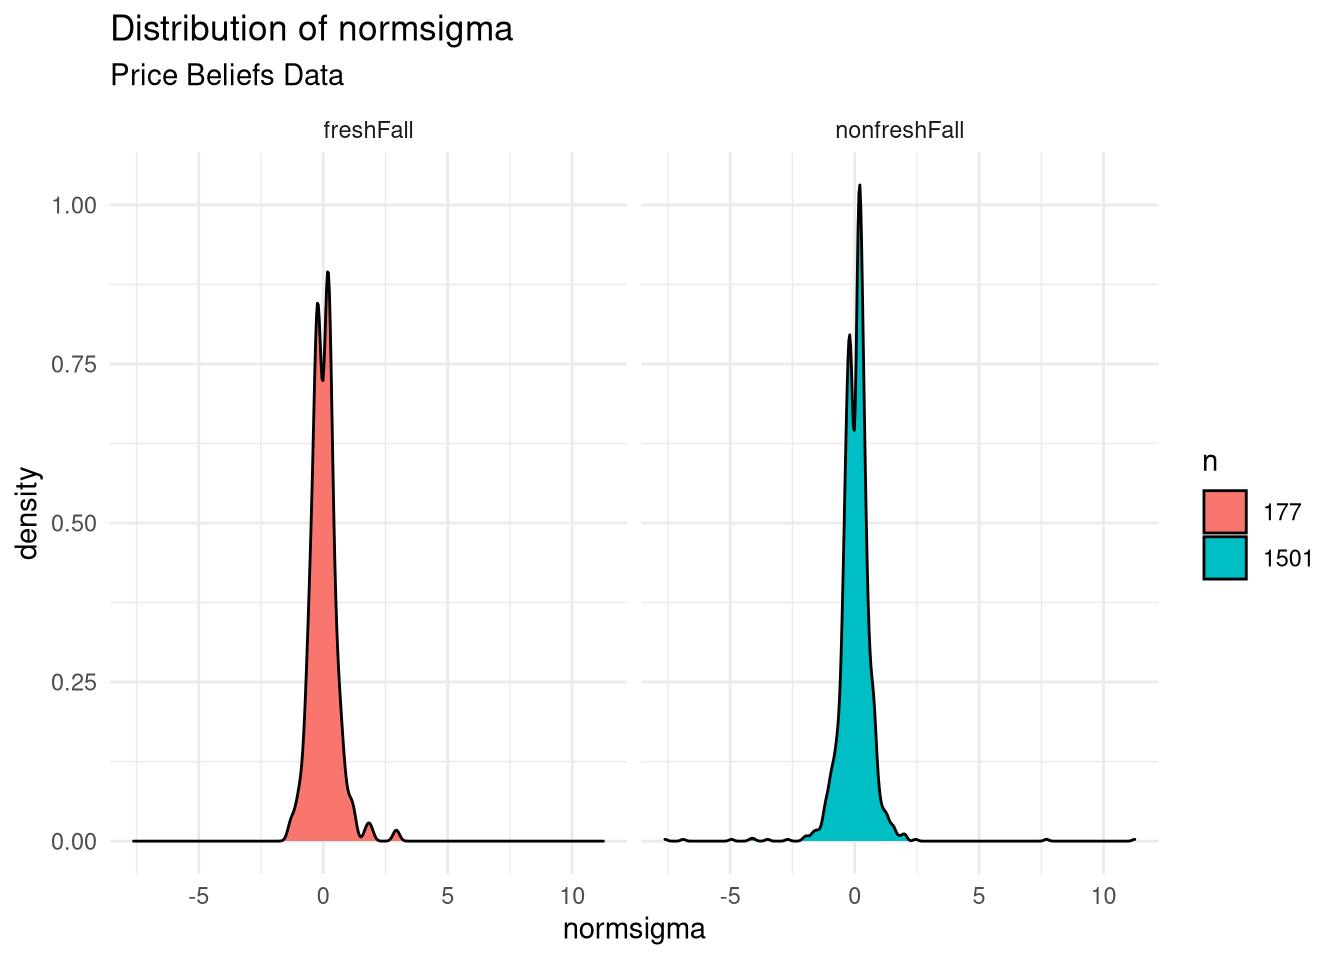 Distribution of normsigma
Price Beliefs Data
freshFall
nonfreshFall
1.00
0.75
0.50
0.25
0.00
density
-5
0
5
10
-5
0
5
10
normsigma
n
177
1501